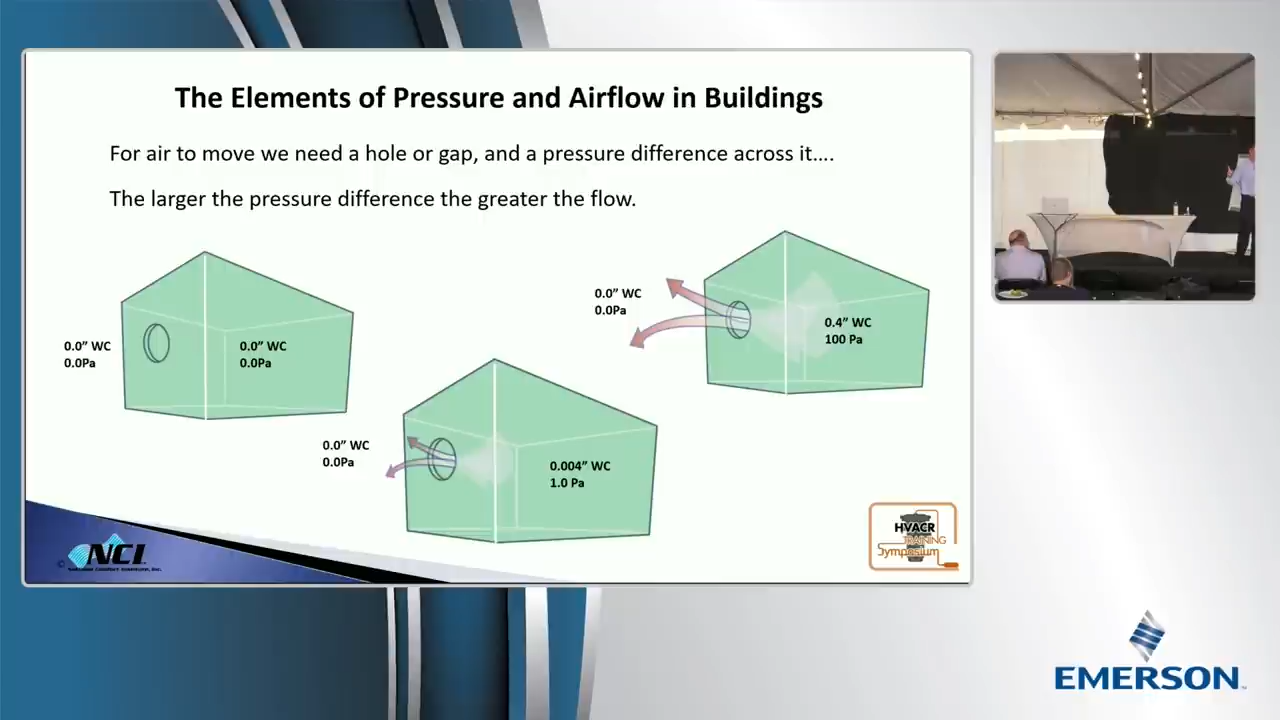 The Elements of Pressure and Airflow in Buildings
For air to move we need a hole or gap, and a pressure difference across it....
The larger the pressure difference the greater the flow.
0.0” WC
0.0Pa
0.0” WC
0.0Pa
0.0” WC
0.0Pa
0.004” WC
1.0 Pa
0.0” WC
0.0Pa
0.4” WC
100 Pa
© NCI
HVACR
TRAINING
Symposium
EMERSON